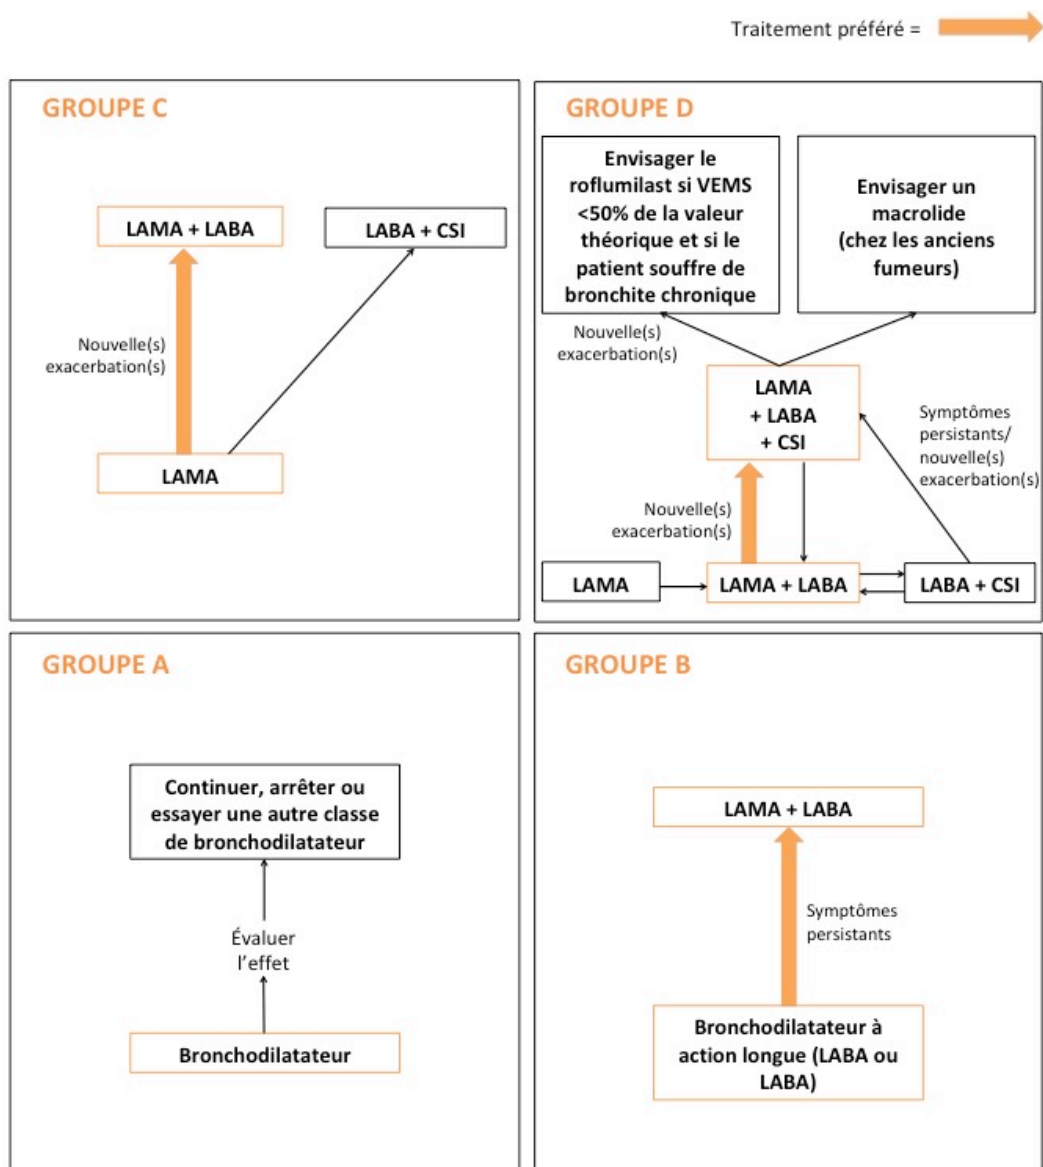 Traitement préféré =
GROUPE C
LAMA + LABA
LABA + CSI
Nouvelle(s)
exacerbation(s)
LAMA
GROUPE D
Envisager le
roflumilast si VEMS
<50% de la valeur
théorique et si le
patient souffre de
bronchite chronique
Envisager un
macrolide
(chez les anciens
fumeurs)
Nouvelle(s)
exacerbation(s)
LAMA
+ LABA
+ CSI
Symptômes
persistants/
nouvelle(s)
exacerbation(s)
Nouvelle(s)
exacerbation(s)
LAMA
LAMA + LABA
LABA + CSI
GROUPE A
Continuer, arrêter ou
essayer une autre classe
de bronchodilatateur
Évaluer
l’effet
Bronchodilatateur
GROUPE B
LAMA + LABA
Symptômes
persistants
Bronchodilatateur à
action longue (LABA ou
LABA)